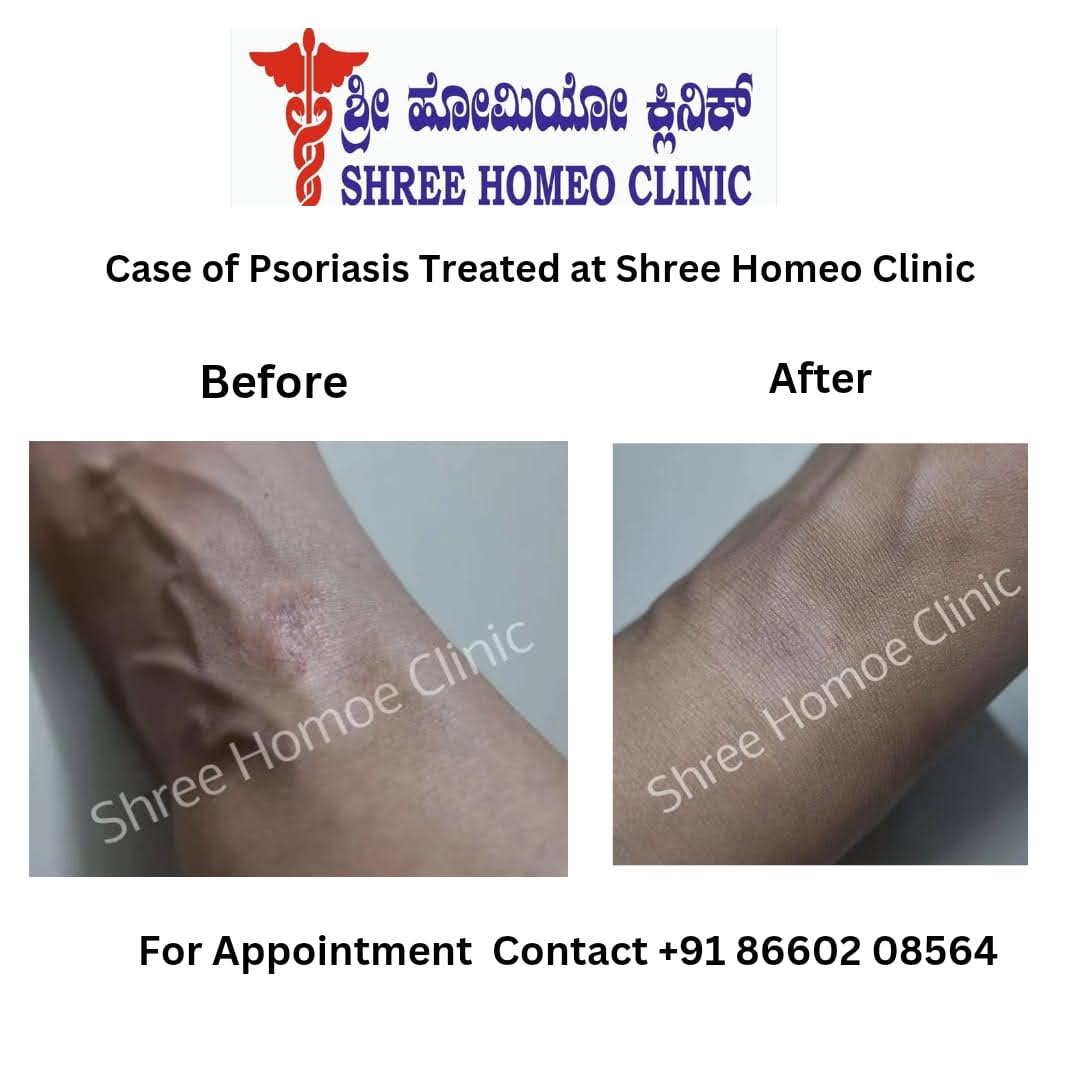 ಶ್ರೀ ಹೋಮಿಯೋ ಕ್ಲಿನಿಕ್
SHREE HOMEO CLINIC
Case of Psoriasis Treated at Shree Homeo Clinic
Before
After
Shree Homoe Clinic
Shree Homoe Clinic
For Appointment Contact +91 86602 08564